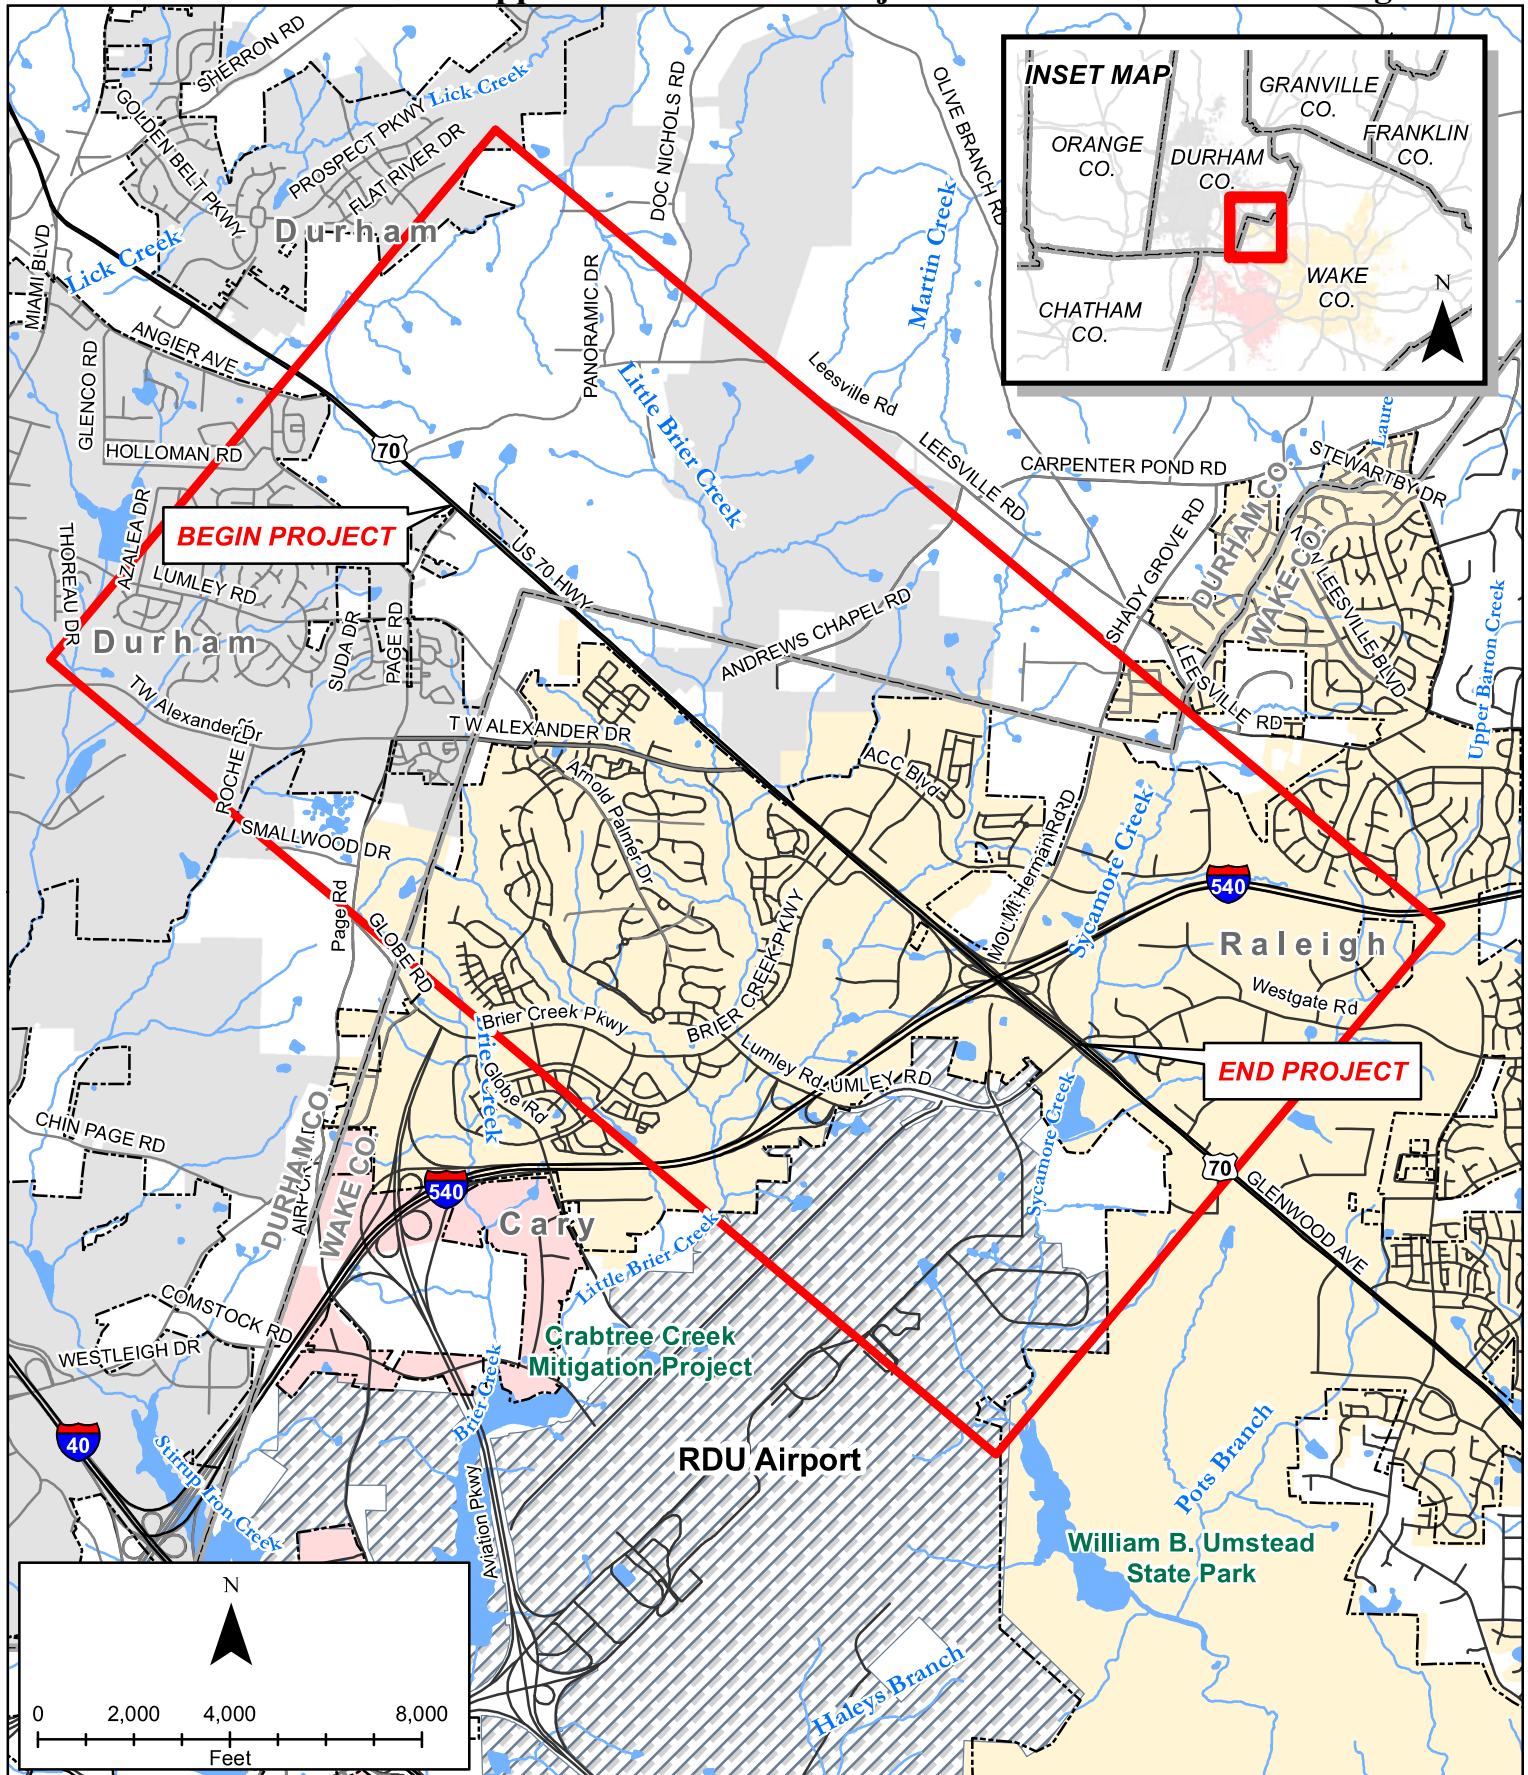 INSET MAP
GRANVILLE
CO.
FRANKLIN
CO.
ORANGE
CO.
DURHAM
CO.
WAKE
CO.
CHATHAM
CO.
N
SHERRON RD
GOLDEN BELT PKWY
Lick Creek
PROSPECT PKWY
FLAT RIVER DR
Durham
DOC NICHOLS RD
OLIVE BRANCH RD
Martin Creek
Lick Creek
MIAMI BLVD
ANGIER AVE
PANORAMIC DR
GLENCO RD
Little Brier Creek
Leesville Rd
LEESVILLE RD
HOLLOMAN RD
70
CARPENTER POND RD
STEWARTBY DR
Laure
DURHAM CO.
WAKE CO.
BEGIN PROJECT
AZALEA DR
THOREAU DR
LUMLEY RD
US 70 HWY
SHADY GROVE RD
LEESVILLE BLVD
Upper Barton Creek
Durham
SUDA DR
PAGE RD
ANDREWS CHAPEL RD
LEESVILLE RD
TW Alexander Dr
T W ALEXANDER DR
ACC Blvd
Arnold Palmer Dr
SMALLWOOD DR
Mt Herman Rd
Sycamore Creek
540
Page Rd
GLOBE RD
BRIER CREEK PKWY
Raleigh
Westgate Rd
Brier Creek Pkwy
Lumley Rd
UMLEY RD
END PROJECT
Globe Rd
Creek
Sycamore Creek
CHIN PAGE RD
DURHAM CO.
WAKE CO.
540
70
GLENWOOD AVE
Cary
Little Brier Creek
COMSTOCK RD
WESTLEIGH DR
Crabtree Creek
Mitigation Project
Brier Creek
RDU Airport
40
Stirrup Iron Creek
Aviation Pkwy
Pots Branch
William B. Umstead
State Park
Haleys Branch
N
0 2,000 4,000 8,000
Feet